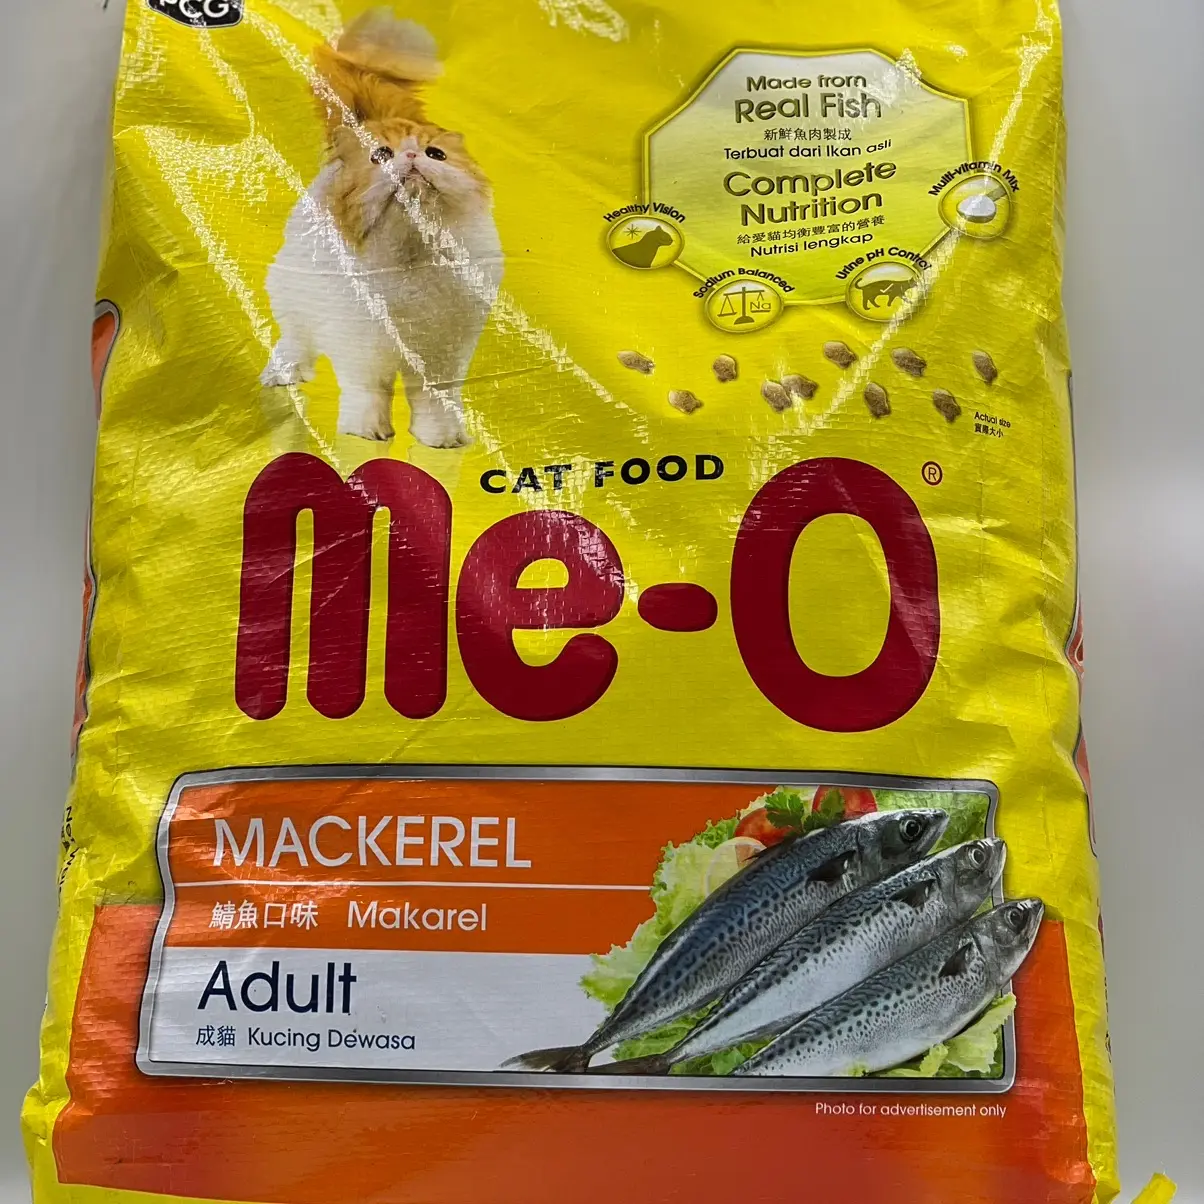 PCG
Made from
Real Fish
新鮮魚肉製成
Terbuat dari Ikan asli
Complete
Nutrition
給愛貓均衡豐富的營養
Nutrisi lengkap
Healthy Vision
Sodium Balanced
Na
Urine pH Control
Multi-vitamin Mix
Actual size
實際大小
CAT FOOD
me-O®
MACKEREL
鯖魚口味 Makarel
Adult
成貓 Kucing Dewasa
Photo for advertisement only